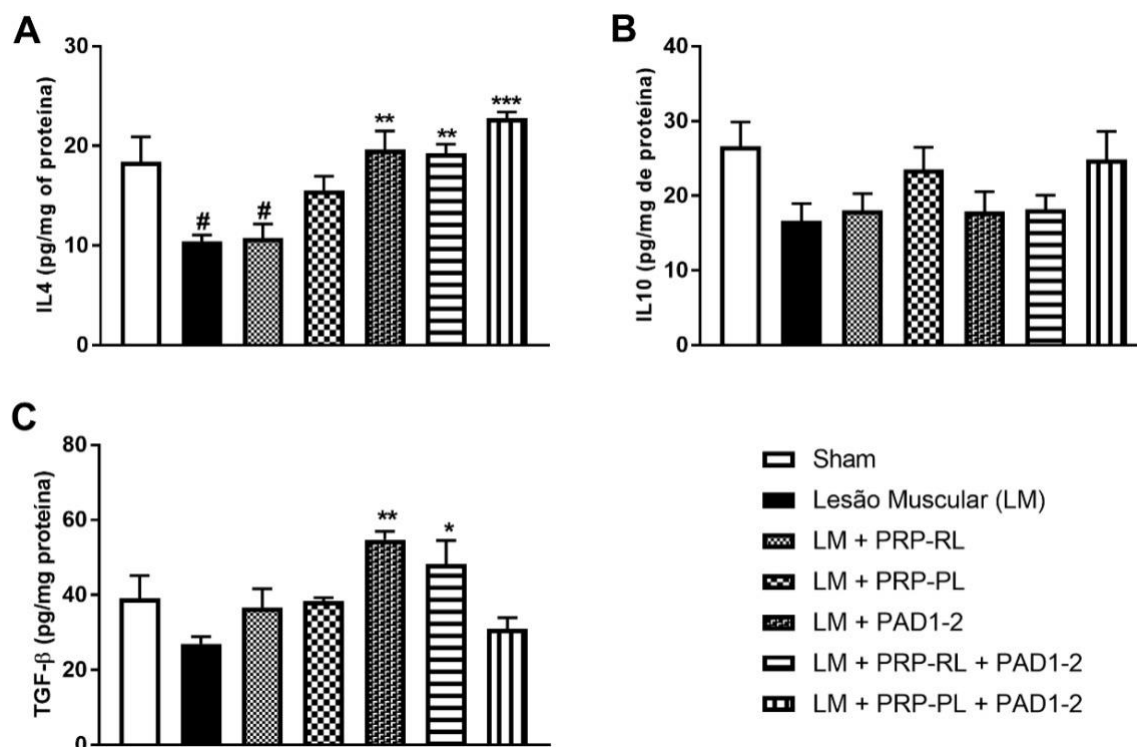 A
IL4 (pg/mg of proteína)
30
20
10
0
#
#
**
**
***
B
IL10 (pg/mg de proteína)
40
30
20
10
0
C
TGF-β (pg/mg proteína)
80
60
40
20
0
**
*
Sham
Lesão Muscular (LM)
LM + PRP-RL
LM + PRP-PL
LM + PAD1-2
LM + PRP-RL + PAD1-2
LM + PRP-PL + PAD1-2